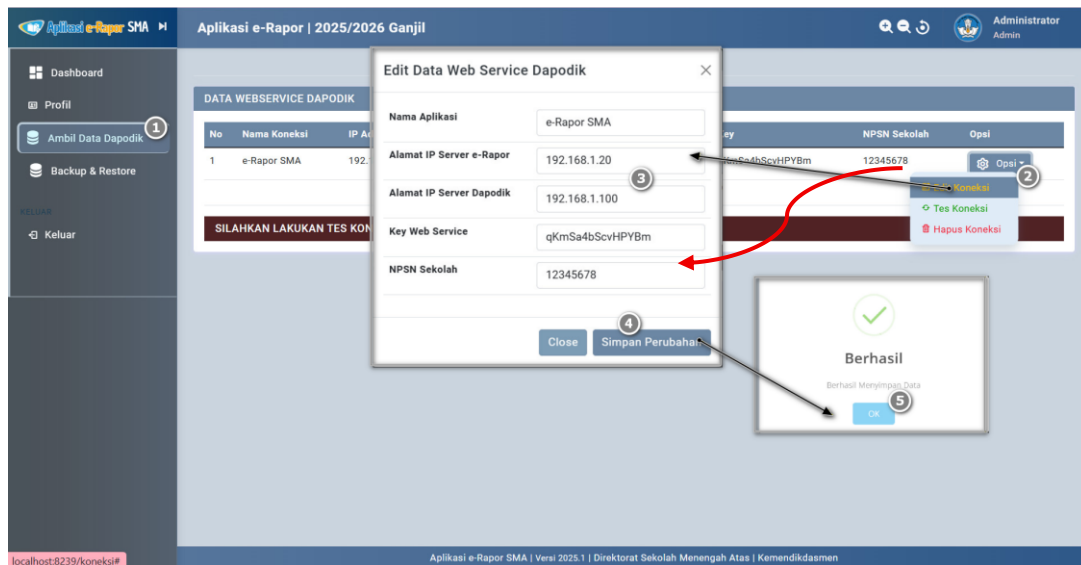 Aplikasi e-Rapor SMA
Aplikasi e-Rapor | 2025/2026 Ganjil
Administrator
Admin
Dashboard
Profil
Ambil Data Dapodik
1
Backup & Restore
KELUAR
Keluar
DATA WEBSERVICE DAPODIK
No Nama Koneksi IP NPSN Sekolah Opsi
1 e-Rapor SMA 192. qKmSa4bScvHPYBm 12345678 Opsi
2
Edit Koneksi
Tes Koneksi
Hapus Koneksi
SILAHKAN LAKUKAN TES
Edit Data Web Service Dapodik
Nama Aplikasi e-Rapor SMA
Alamat IP Server e-Rapor 192.168.1.20
3
Alamat IP Server Dapodik 192.168.1.100
Key Web Service qKmSa4bScvHPYBm
NPSN Sekolah 12345678
4
Close Simpan Perubahan
Berhasil
Berhasil Menyimpan Data
5
OK
localhost:8239/koneksi#
Aplikasi e-Rapor SMA | Versi 2025.1 | Direktorat Sekolah Menengah Atas | Kemendikdasmen